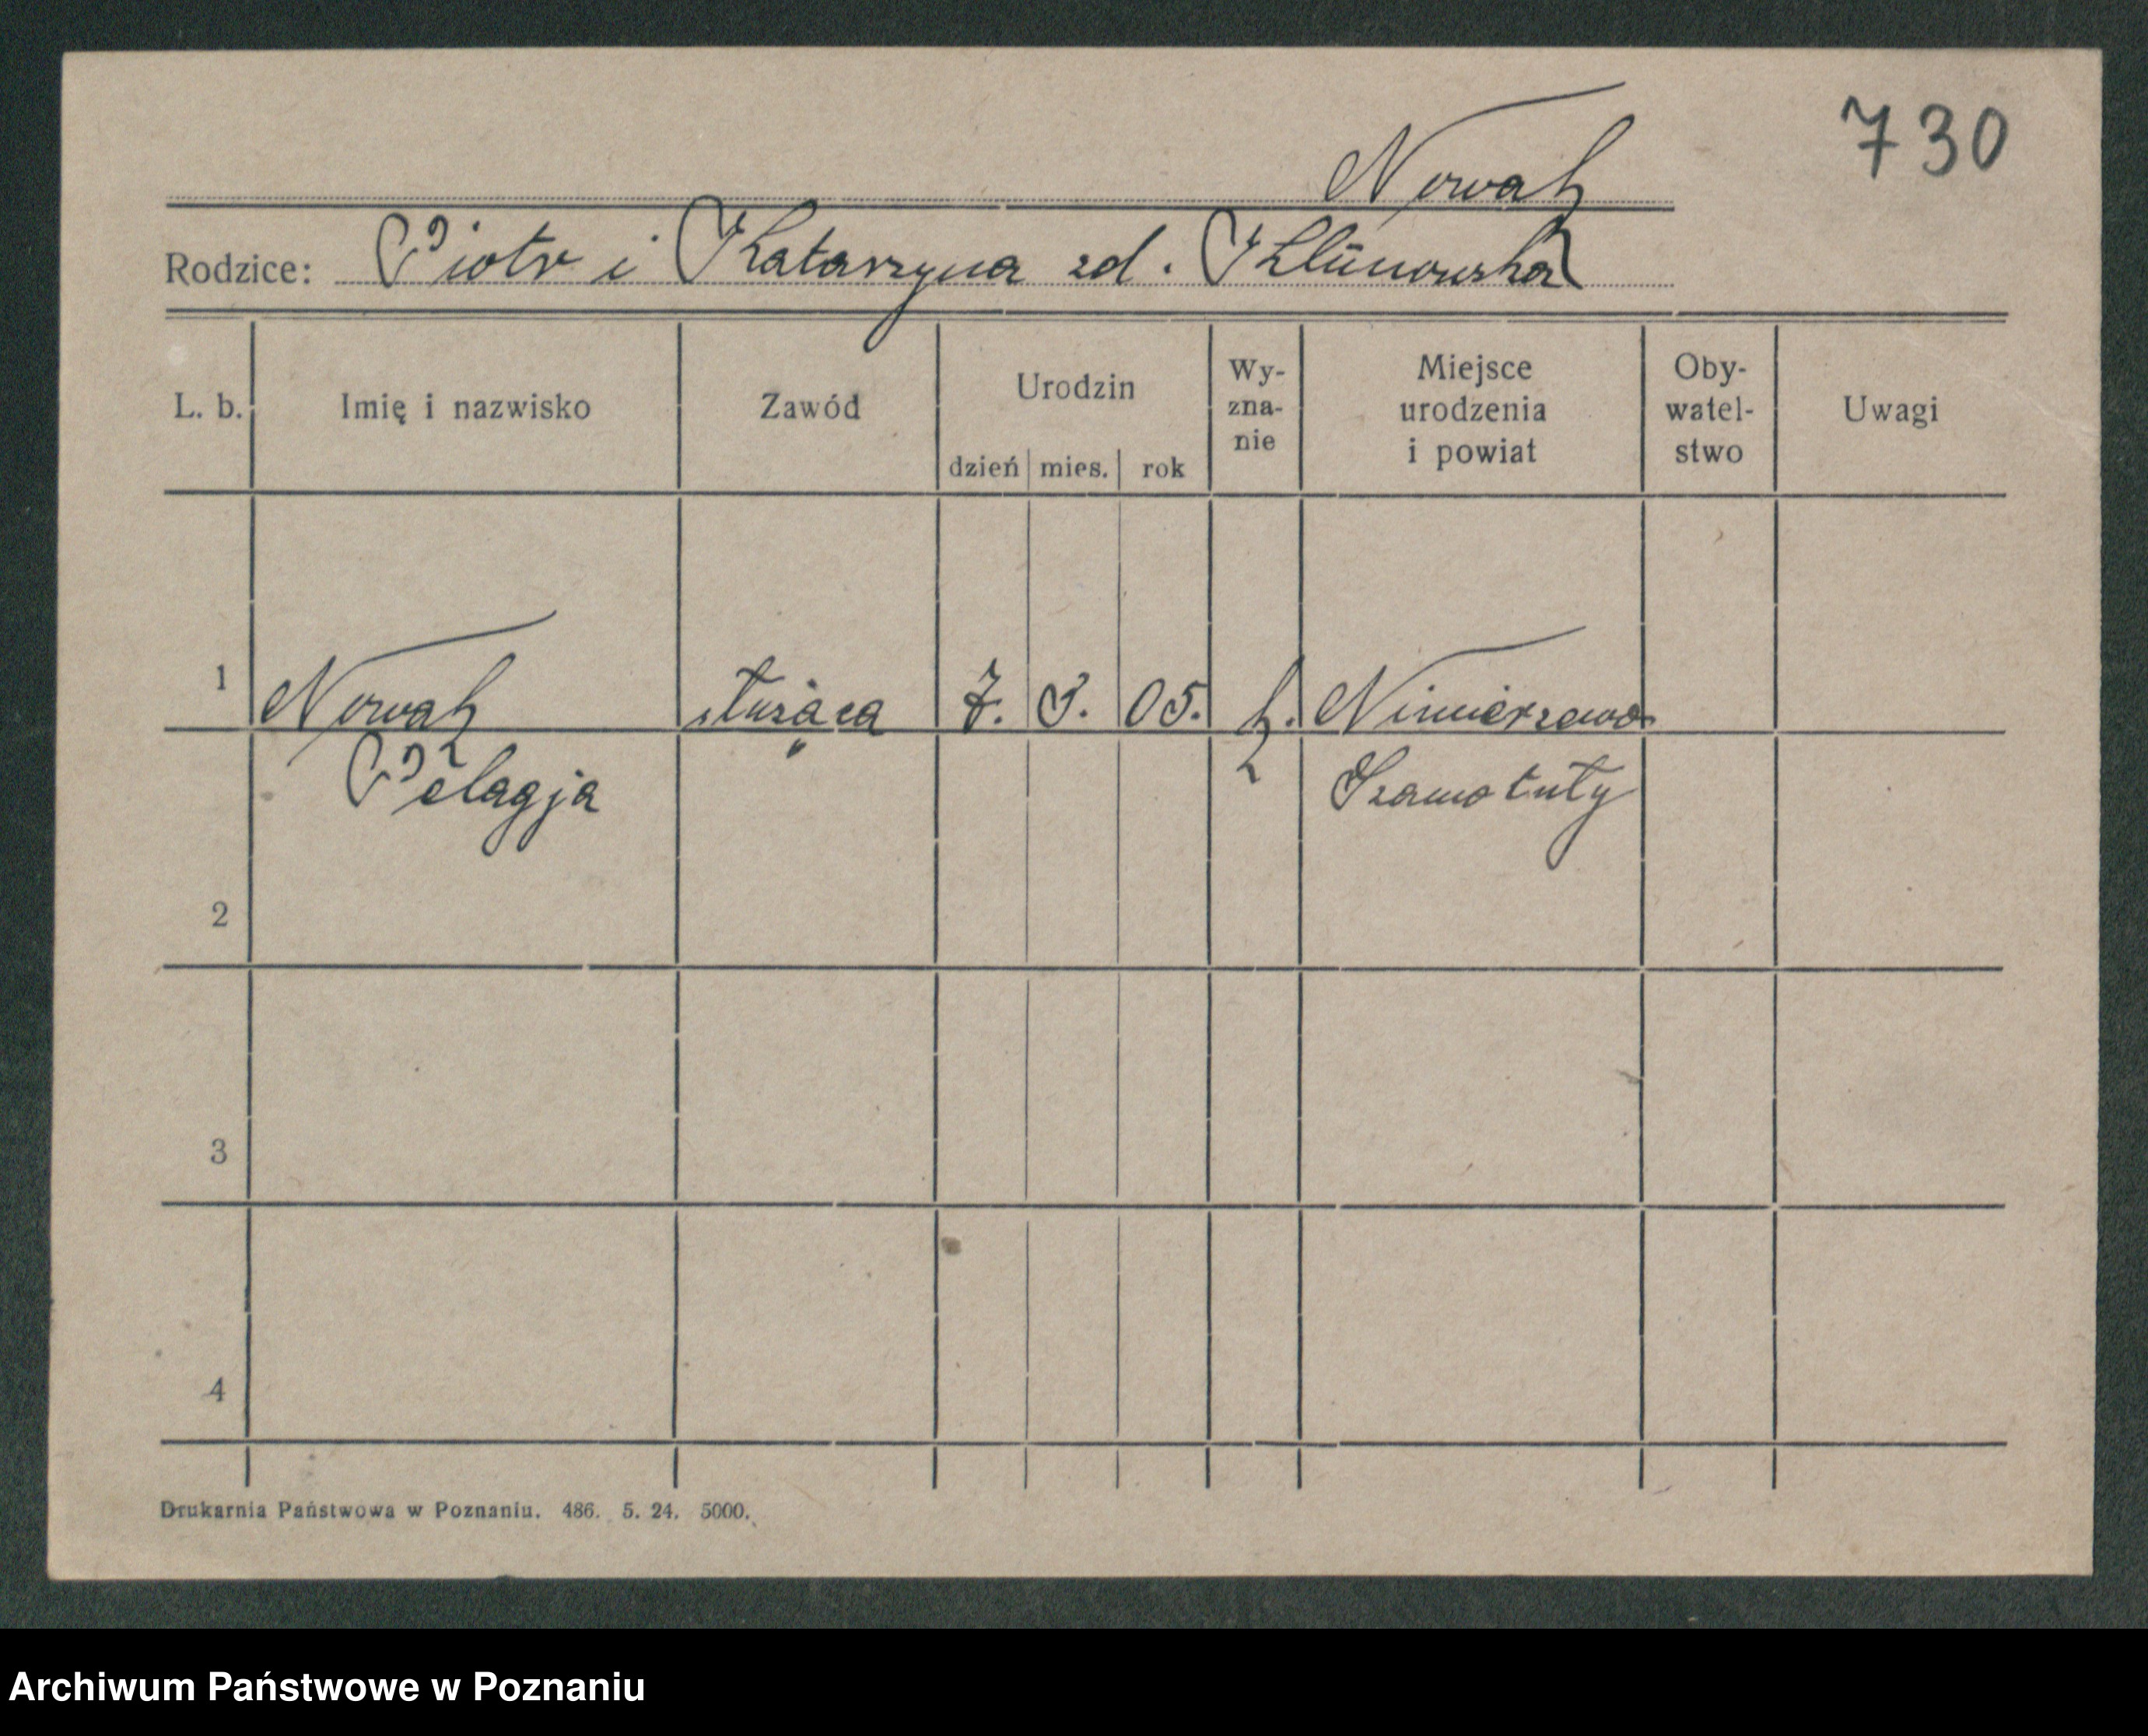 730
Nowak
Rodzice: Piotr i Katarzyna zd. Klinowska
L. b. Imię i nazwisko Zawód Urodzin dzień mies. rok Wy-zna-nie Miejsce urodzenia i powiat Oby-watel-stwo Uwagi
1 Nowak służąca 7. 05. k. Nimierzewo
Pelagja Szamotuły
2
3
4
Drukarnia Państwowa w Poznaniu. 486. 5. 24. 5000.
Archiwum Państwowe w Poznaniu